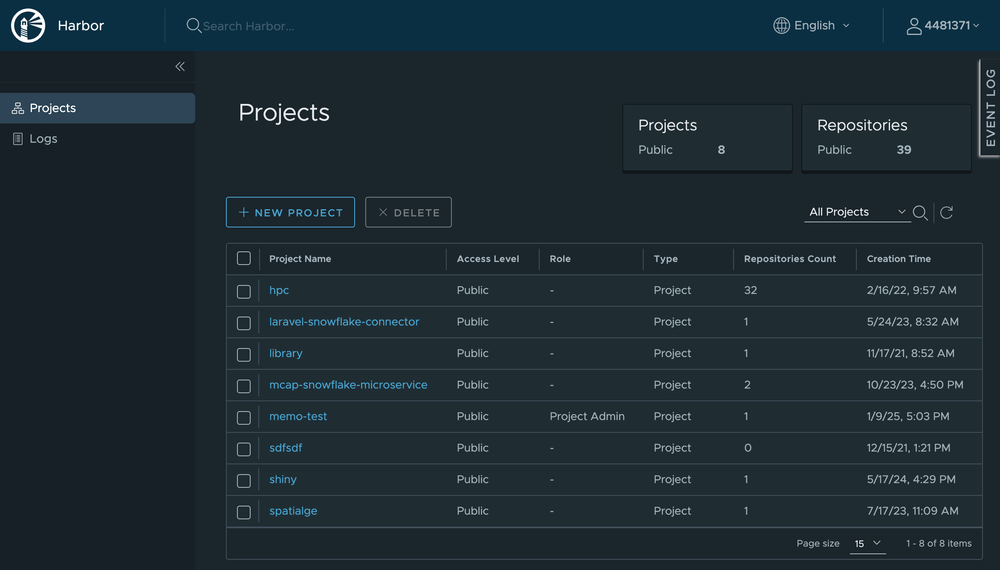 Harbor
Search Harbor...
English
4481371
EVENT LOG
Projects
Logs
Projects
Projects
Public 8
Repositories
Public 39
NEW PROJECT
DELETE
All Projects
Project Name Access Level Role Type Repositories Count Creation Time
hpc Public - Project 32 2/16/22, 9:57 AM
laravel-snowflake-connector Public - Project 1 5/24/23, 8:32 AM
library Public - Project 1 11/17/21, 8:52 AM
mcap-snowflake-microservice Public - Project 2 10/23/23, 4:50 PM
memo-test Public Project Admin Project 1 1/9/25, 5:03 PM
sdfsdf Public - Project 0 12/15/21, 1:21 PM
shiny Public - Project 1 5/17/24, 4:29 PM
spatialge Public - Project 1 7/17/23, 11:09 AM
Page size 15 1 - 8 of 8 items